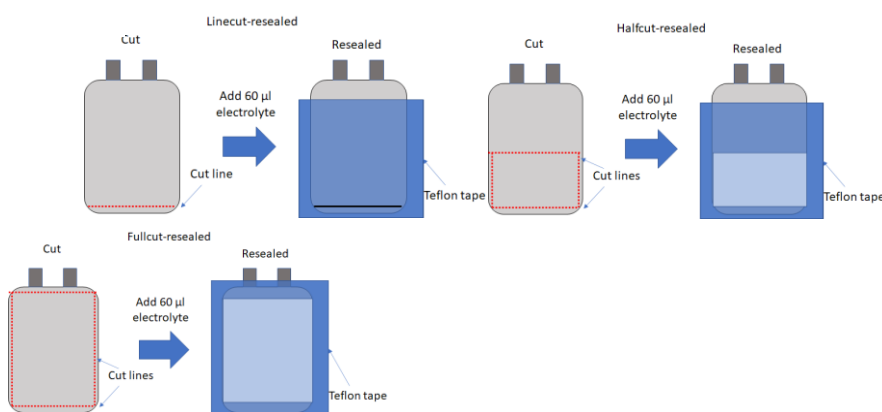 Linecut-resealed
Cut
Resealed
Add 60 µl
electrolyte
Cut line
Teflon tape
Halfcut-resealed
Cut
Resealed
Add 60 µl
electrolyte
Cut lines
Teflon tape
Fullcut-resealed
Cut
Resealed
Add 60 µl
electrolyte
Cut lines
Teflon tape